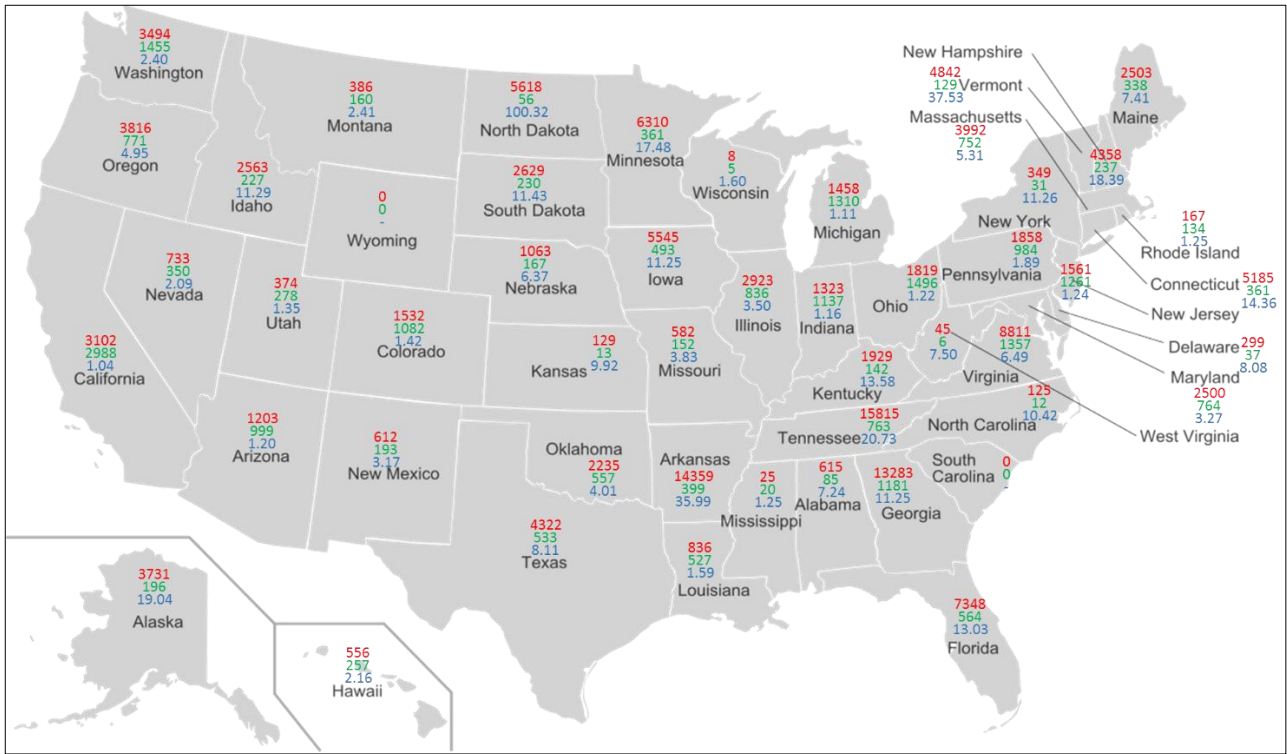 3494
1455
2.40
Washington
3816
771
4.95
Oregon
3102
2988
1.04
California
733
350
2.09
Nevada
2563
227
11.29
Idaho
386
160
2.41
Montana
0
0
-
Wyoming
374
278
1.35
Utah
1532
1082
1.42
Colorado
1203
999
1.20
Arizona
612
193
3.17
New Mexico
5618
56
100.32
North Dakota
2629
230
11.43
South Dakota
1063
167
6.37
Nebraska
129
13
Kansas 9.92
Oklahoma
2235
557
4.01
4322
533
8.11
Texas
6310
361
17.48
Minnesota
5545
493
11.25
Iowa
582
152
3.83
Missouri
Arkansas
14359
399
35.99
836
527
1.59
Louisiana
8
5
1.60
Wisconsin
2923
836
3.50
Illinois
1458
1310
1.11
Michigan
1323
1137
1.16
Indiana
1819
1496
1.22
Ohio
1929
142
13.58
Kentucky
15815
763
Tennessee 20.73
25
20
1.25
Mississippi
615
85
7.24
Alabama
13283
1181
11.25
Georgia
7348
564
13.03
Florida
South
Carolina
0
0
-
125
12
10.42
North Carolina
8811
1357
6.49
Virginia
45
6
7.50
West Virginia
1858
984
1.89
Pennsylvania
349
31
11.26
New York
New Hampshire
4358
237
18.39
4842
129
37.53
Vermont
Massachusetts
3992
752
5.31
2503
338
7.41
Maine
167
134
1.25
Rhode Island
Connecticut
5185
361
14.36
1561
1261
1.24
New Jersey
Delaware
299
37
8.08
Maryland
2500
764
3.27
3731
196
19.04
Alaska
556
257
2.16
Hawaii